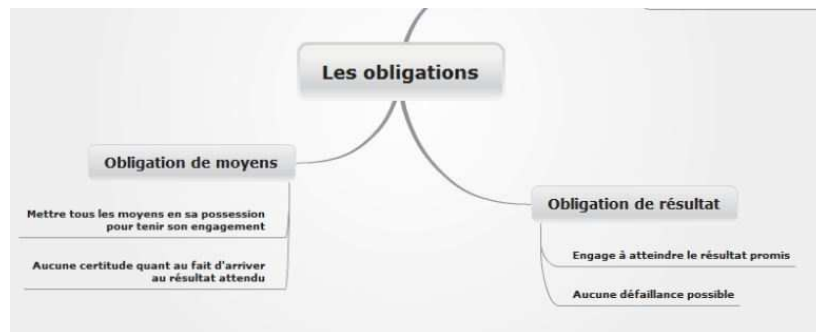 Les obligations
Obligation de moyens
Mettre tous les moyens en sa possession
pour tenir son engagement
Aucune certitude quant au fait d'arriver
au résultat attendu
Obligation de résultat
Engage à atteindre le résultat promis
Aucune défaillance possible